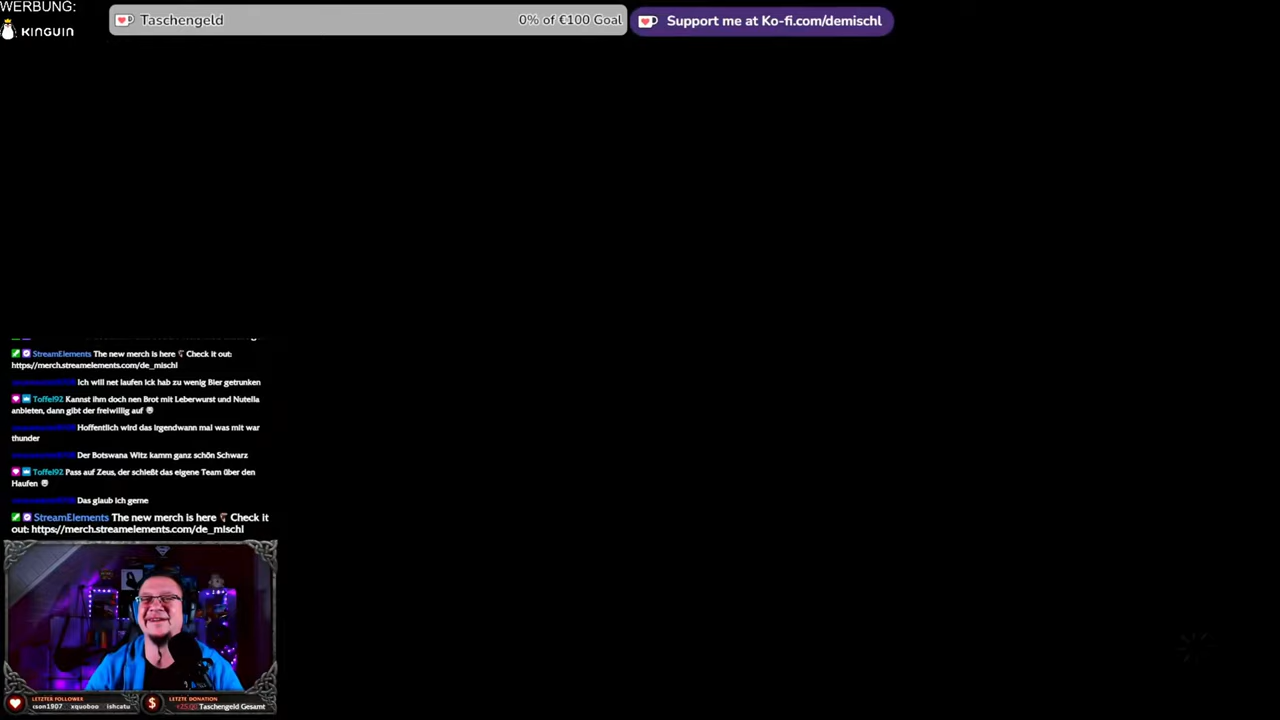 WERBUNG:
KINGUIN
Taschengeld
0% of €100 Goal
Support me at Ko-fi.com/demischl
StreamElements The new merch is here Check it out:
https://merch.streamelements.com/de_mischl
Ich will net laufen ick hab zu wenig Bier getrunken
Toffel92 Kannst ihm doch nen Brot mit Leberwurst und Nutella
anbieten, dann gibt der freiwillig auf
Hoffentlich wird das irgendwann mal was mit war
thunder
Der Botswana Witz kamm ganz schön Schwarz
Toffel92 Pass auf Zeus, der schießt das eigene Team über den
Haufen
Das glaub ich gerne
StreamElements The new merch is here Check it
out: https://merch.streamelements.com/de_mischl
LETZTER FOLLOWER
cson1907 xquoboo ishcatu
LETZTE DONATION
Taschengeld Gesamt